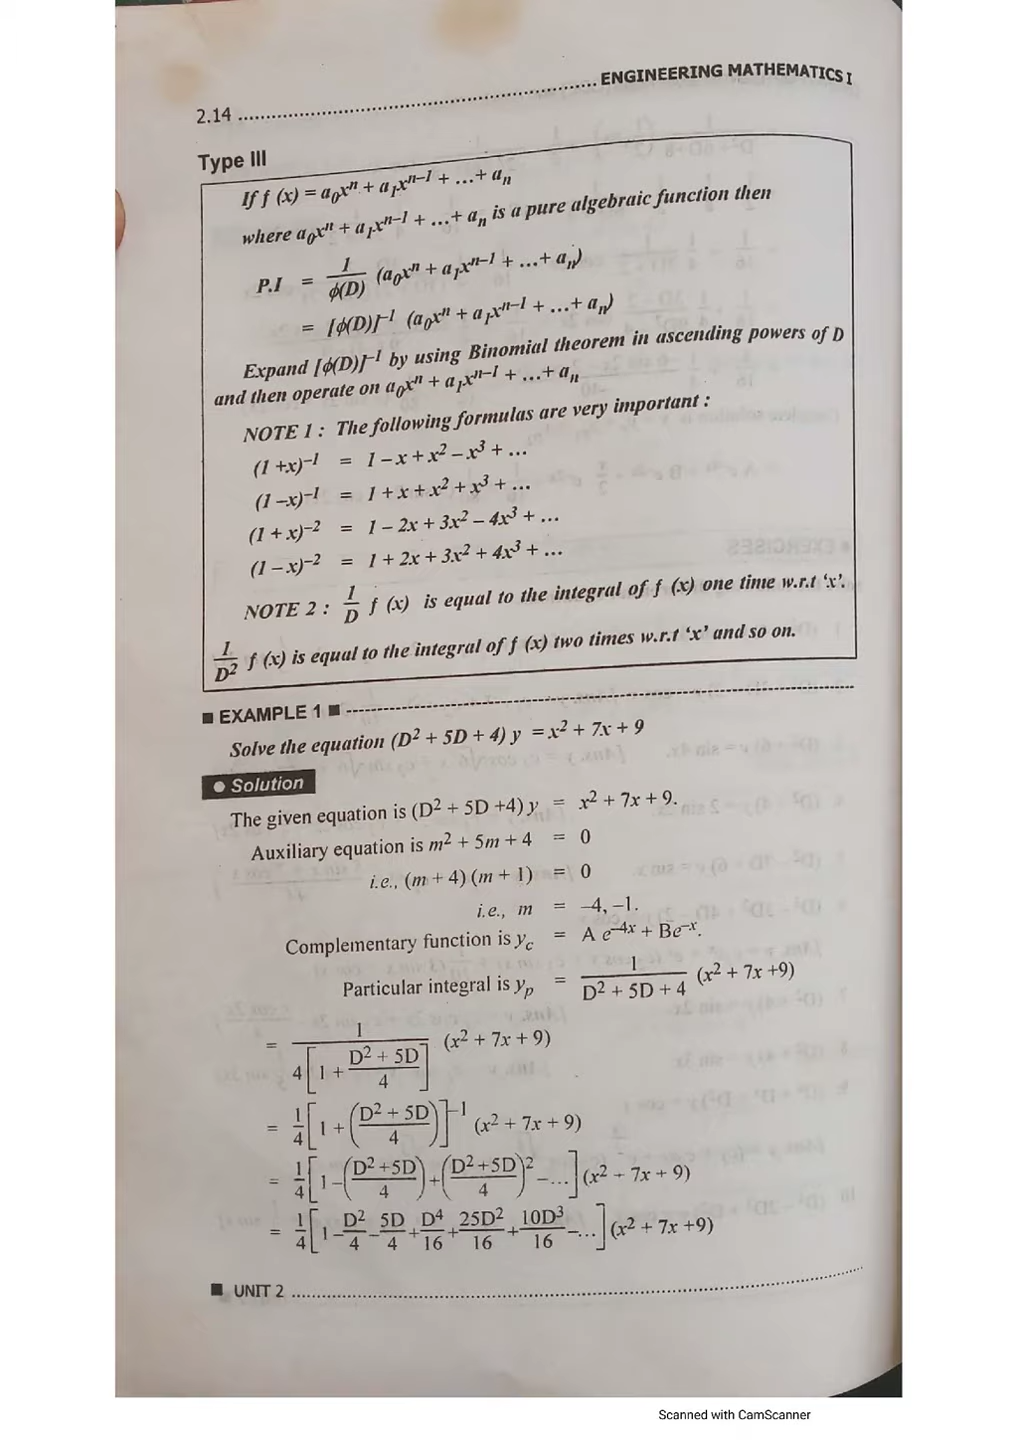 2.14 ........ ENGINEERING MATHEMATICS I
Type III
If f (x) = a₀xⁿ + a₁xⁿ⁻¹ + ...+ aₙ
where a₀xⁿ + a₁xⁿ⁻¹ + ...+ aₙ is a pure algebraic function then
P.I = 1/ϕ(D) (a₀xⁿ + a₁xⁿ⁻¹ + ...+ aₙ)
= [ϕ(D)]⁻¹ (a₀xⁿ + a₁xⁿ⁻¹ + ...+ aₙ)
Expand [ϕ(D)]⁻¹ by using Binomial theorem in ascending powers of D
and then operate on a₀xⁿ + a₁xⁿ⁻¹ + ...+ aₙ
NOTE 1 : The following formulas are very important :
(1 +x)⁻¹ = 1 – x + x² – x³ + ...
(1 –x)⁻¹ = 1 + x + x² + x³ + ...
(1 + x)⁻² = 1 – 2x + 3x² – 4x³ + ...
(1 – x)⁻² = 1 + 2x + 3x² + 4x³ + ...
NOTE 2 : 1/D f (x) is equal to the integral of f (x) one time w.r.t ‘x’.
1/D² f (x) is equal to the integral of f (x) two times w.r.t ‘x’ and so on.
■ EXAMPLE 1 ■
Solve the equation (D² + 5D + 4) y = x² + 7x + 9
● Solution
The given equation is (D² + 5D +4) y = x² + 7x + 9.
Auxiliary equation is m² + 5m + 4 = 0
i.e., (m + 4) (m + 1) = 0
i.e., m = –4, –1.
Complementary function is y_c = A e⁻⁴ˣ + Be⁻ˣ.
Particular integral is y_p = 1/(D² + 5D + 4) (x² + 7x +9)
= 1/(4[1 + (D² + 5D)/4]) (x² + 7x + 9)
= 1/4 [1 + ((D² + 5D)/4)]⁻¹ (x² + 7x + 9)
= 1/4 [1 – ((D² +5D)/4) + ((D² +5D)/4)² – ...] (x² + 7x + 9)
= 1/4 [1 – D²/4 – 5D/4 + D⁴/16 + 25D²/16 + 10D³/16 – ...] (x² + 7x +9)
■ UNIT 2 ........
Scanned with CamScanner